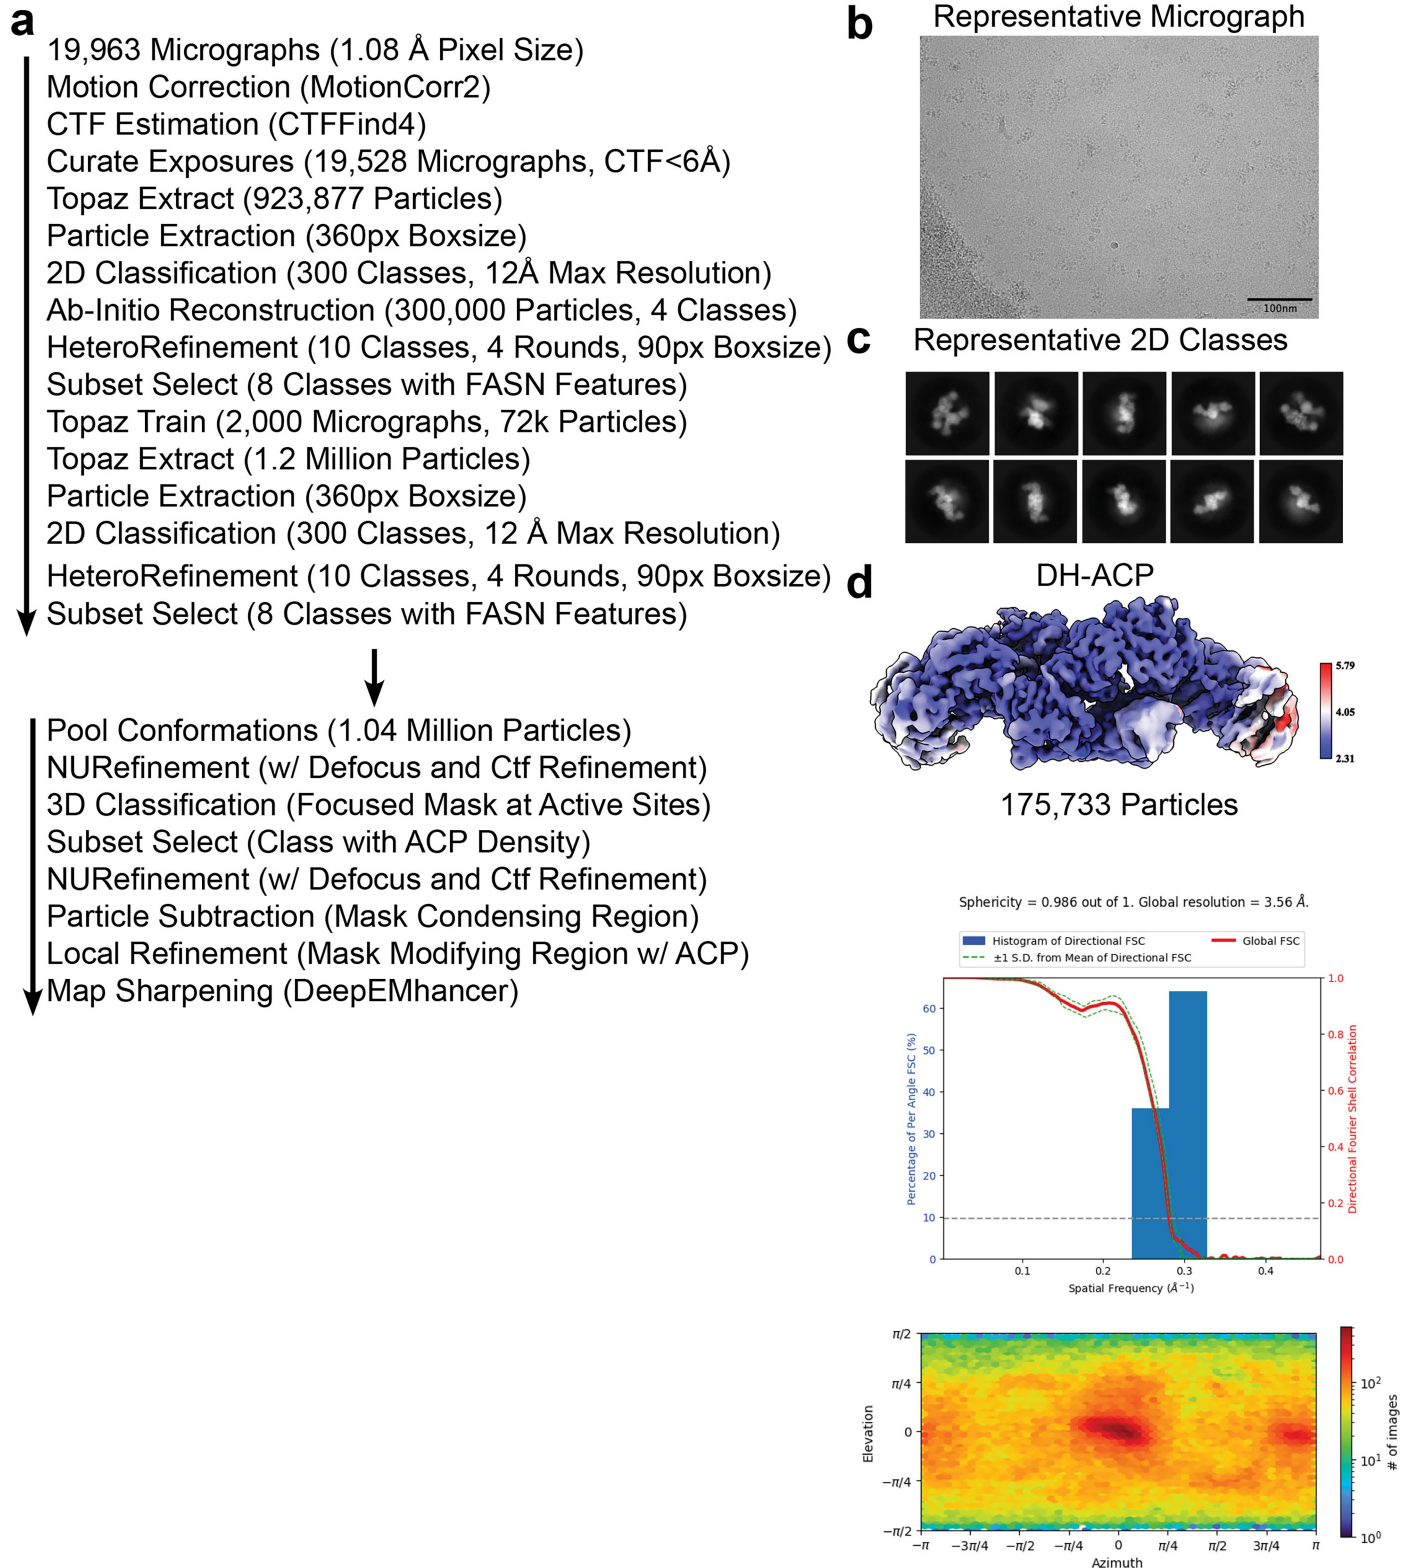 a
19,963 Micrographs (1.08 Å Pixel Size)
Motion Correction (MotionCorr2)
CTF Estimation (CTFFind4)
Curate Exposures (19,528 Micrographs, CTF<6Å)
Topaz Extract (923,877 Particles)
Particle Extraction (360px Boxsize)
2D Classification (300 Classes, 12Å Max Resolution)
Ab-Initio Reconstruction (300,000 Particles, 4 Classes)
HeteroRefinement (10 Classes, 4 Rounds, 90px Boxsize)
Subset Select (8 Classes with FASN Features)
Topaz Train (2,000 Micrographs, 72k Particles)
Topaz Extract (1.2 Million Particles)
Particle Extraction (360px Boxsize)
2D Classification (300 Classes, 12 Å Max Resolution)
HeteroRefinement (10 Classes, 4 Rounds, 90px Boxsize)
Subset Select (8 Classes with FASN Features)
Pool Conformations (1.04 Million Particles)
NURefinement (w/ Defocus and Ctf Refinement)
3D Classification (Focused Mask at Active Sites)
Subset Select (Class with ACP Density)
NURefinement (w/ Defocus and Ctf Refinement)
Particle Subtraction (Mask Condensing Region)
Local Refinement (Mask Modifying Region w/ ACP)
Map Sharpening (DeepEMhancer)
b
Representative Micrograph
100nm
c
Representative 2D Classes
d
DH-ACP
5.79
4.05
2.31
175,733 Particles
Sphericity = 0.986 out of 1. Global resolution = 3.56 Å.
Histogram of Directional FSC
Global FSC
±1 S.D. from Mean of Directional FSC
Percentage of Per Angle FSC (%)
60
50
40
30
20
10
0
1.0
0.8
0.6
0.4
0.2
0.0
Directional Fourier Shell Correlation
0.1 0.2 0.3 0.4
Spatial Frequency (Å⁻¹)
Elevation
π/2
π/4
0
−π/4
−π/2
−π −3π/4 −π/2 −π/4 0 π/4 π/2 3π/4 π
Azimuth
10²
10¹
10⁰
# of images